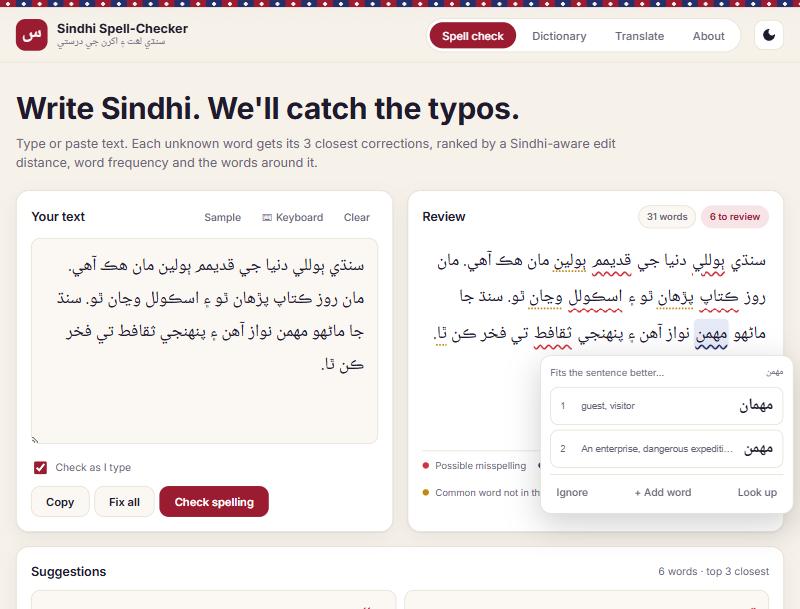 س
Sindhi Spell-Checker
سنڌي لغت ۽ اکرن جي درستي
Spell check Dictionary Translate About
Write Sindhi. We'll catch the typos.
Type or paste text. Each unknown word gets its 3 closest corrections, ranked by a Sindhi-aware edit
distance, word frequency and the words around it.
Your text
Sample Keyboard Clear
سنڌي ٻوللي دنيا جي قديمم ٻولين مان هڪ آهي.
مان روز ڪتاپ پڙهان ٿو ۽ اسڪولل وڃان ٿو. سنڌ
جا ماڻهو مهمن نواز آهن ۽ پنهنجي ثقافط تي فخر
ڪن ٿا.
Check as I type
Copy Fix all Check spelling
Review
31 words 6 to review
سنڌي ٻوللي دنيا جي قديمم ٻولين مان هڪ آهي. مان
روز ڪتاپ پڙهان ٿو ۽ اسڪولل وڃان ٿو. سنڌ جا
ماڻهو مهمن نواز آهن ۽ پنهنجي ثقافط تي فخر ڪن ٿا.
Fits the sentence better... مهمن
1 guest, visitor مهمان
2 An enterprise, dangerous expediti... مهمن
Ignore + Add word Look up
Possible misspelling
Common word not in th
Suggestions
6 words · top 3 closest